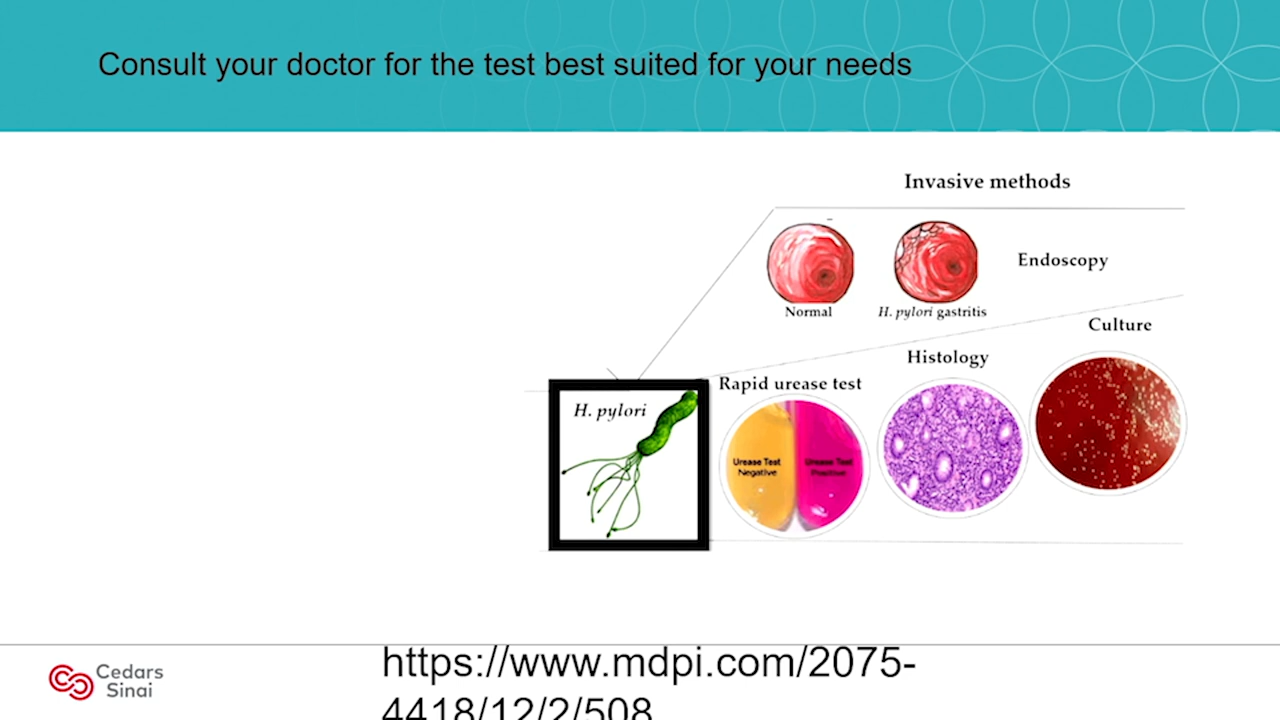 Consult your doctor for the test best suited for your needs
Invasive methods
Endoscopy
Normal
H. pylori gastritis
Culture
Histology
Rapid urease test
H. pylori
Urease Test
Negative
Urease Test
Positive
Cedars
Sinai
https://www.mdpi.com/2075-
4418/12/2/508